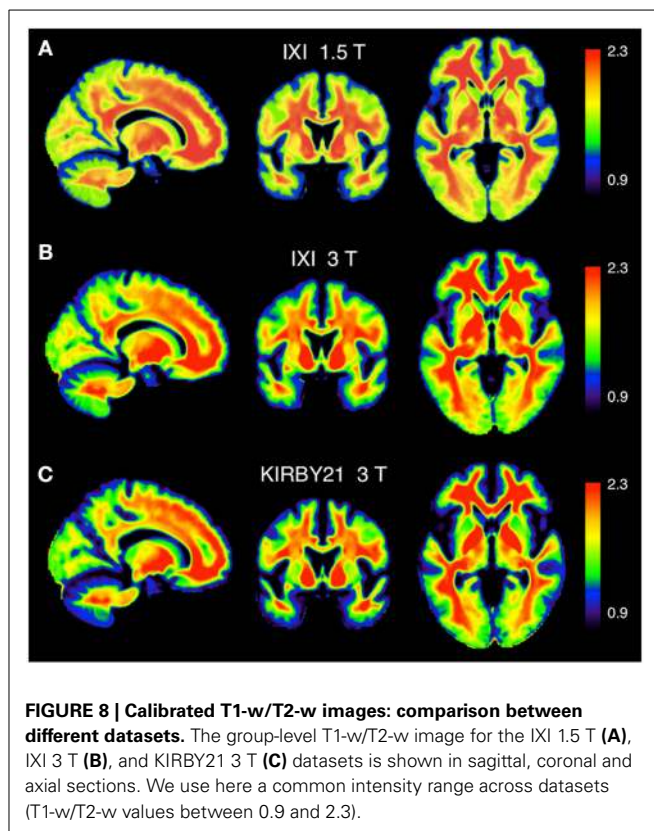 A
IXI 1.5 T
2.3
0.9
B
IXI 3 T
2.3
0.9
C
KIRBY21 3 T
2.3
0.9
FIGURE 8 | Calibrated T1-w/T2-w images: comparison between
different datasets. The group-level T1-w/T2-w image for the IXI 1.5 T (A),
IXI 3 T (B), and KIRBY21 3 T (C) datasets is shown in sagittal, coronal and
axial sections. We use here a common intensity range across datasets
(T1-w/T2-w values between 0.9 and 2.3).